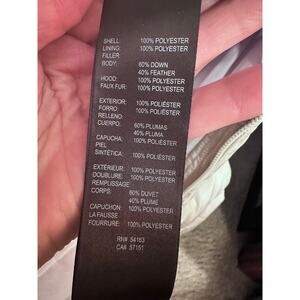 SHELL: 100% POLYESTER
LINING: 100% POLYESTER
FILLER:
BODY: 60% DOWN
40% FEATHER
HOOD: 100% POLYESTER
FAUX FUR: 100% POLYESTER
EXTERIOR: 100% POLIÉSTER
FORRO: 100% POLIÉSTER
RELLENO:
CUERPO: 60% PLUMAS
40% PLUMA
CAPUCHA: 100% POLIÉSTER
PIEL
SINTÉTICA: 100% POLIÉSTER
EXTÉRIEUR: 100% POLYESTER
DOUBLURE: 100% POLYESTER
REMPLISSAGE
CORPS: 60% DUVET
40% PLUME
CAPUCHON: 100% POLYESTER
LA FAUSSE
FOURRURE: 100% POLYESTER
RN# 54163
CA# 57151